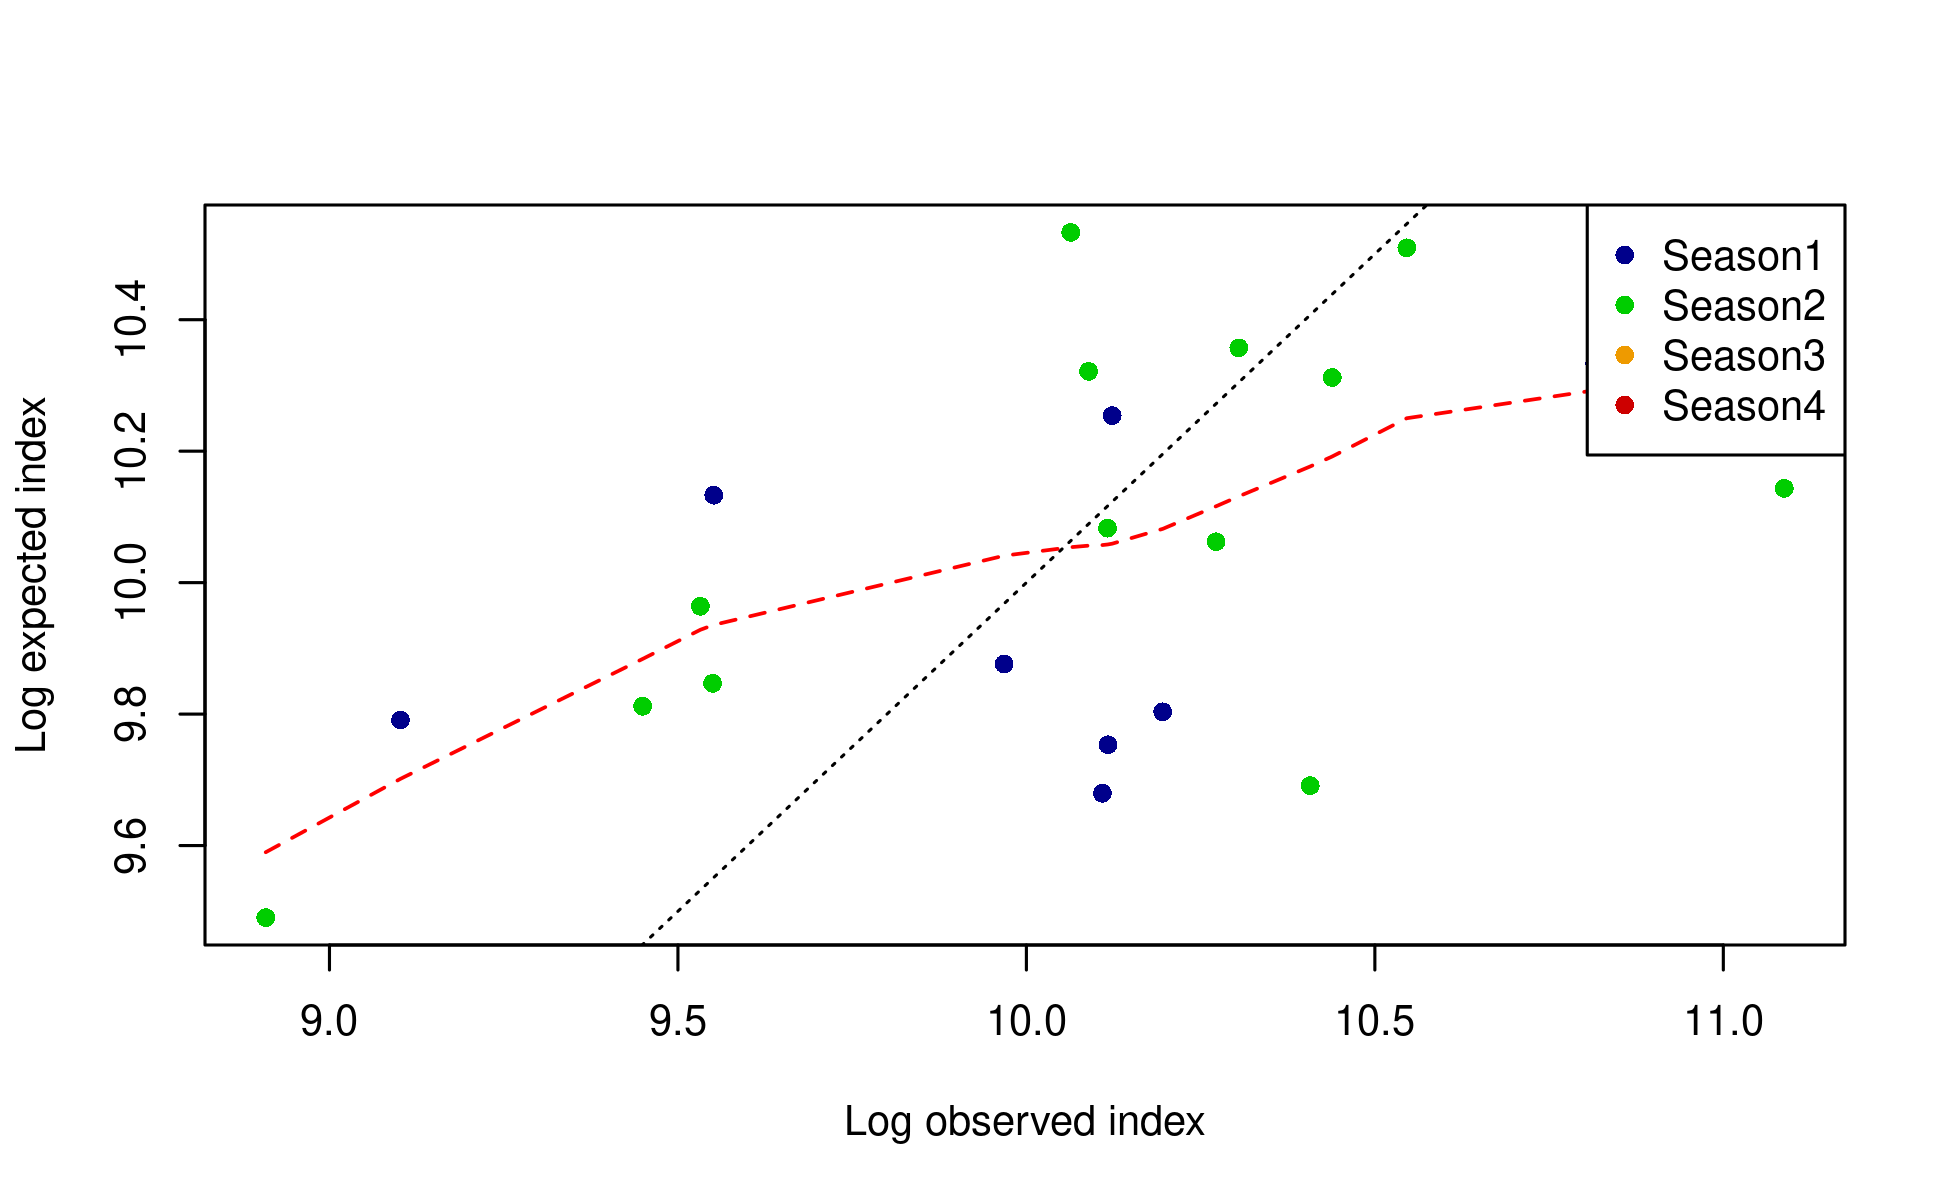 Season1
Season2
Season3
Season4
Log expected index
10.4
10.2
10.0
9.8
9.6
9.0 9.5 10.0 10.5 11.0
Log observed index